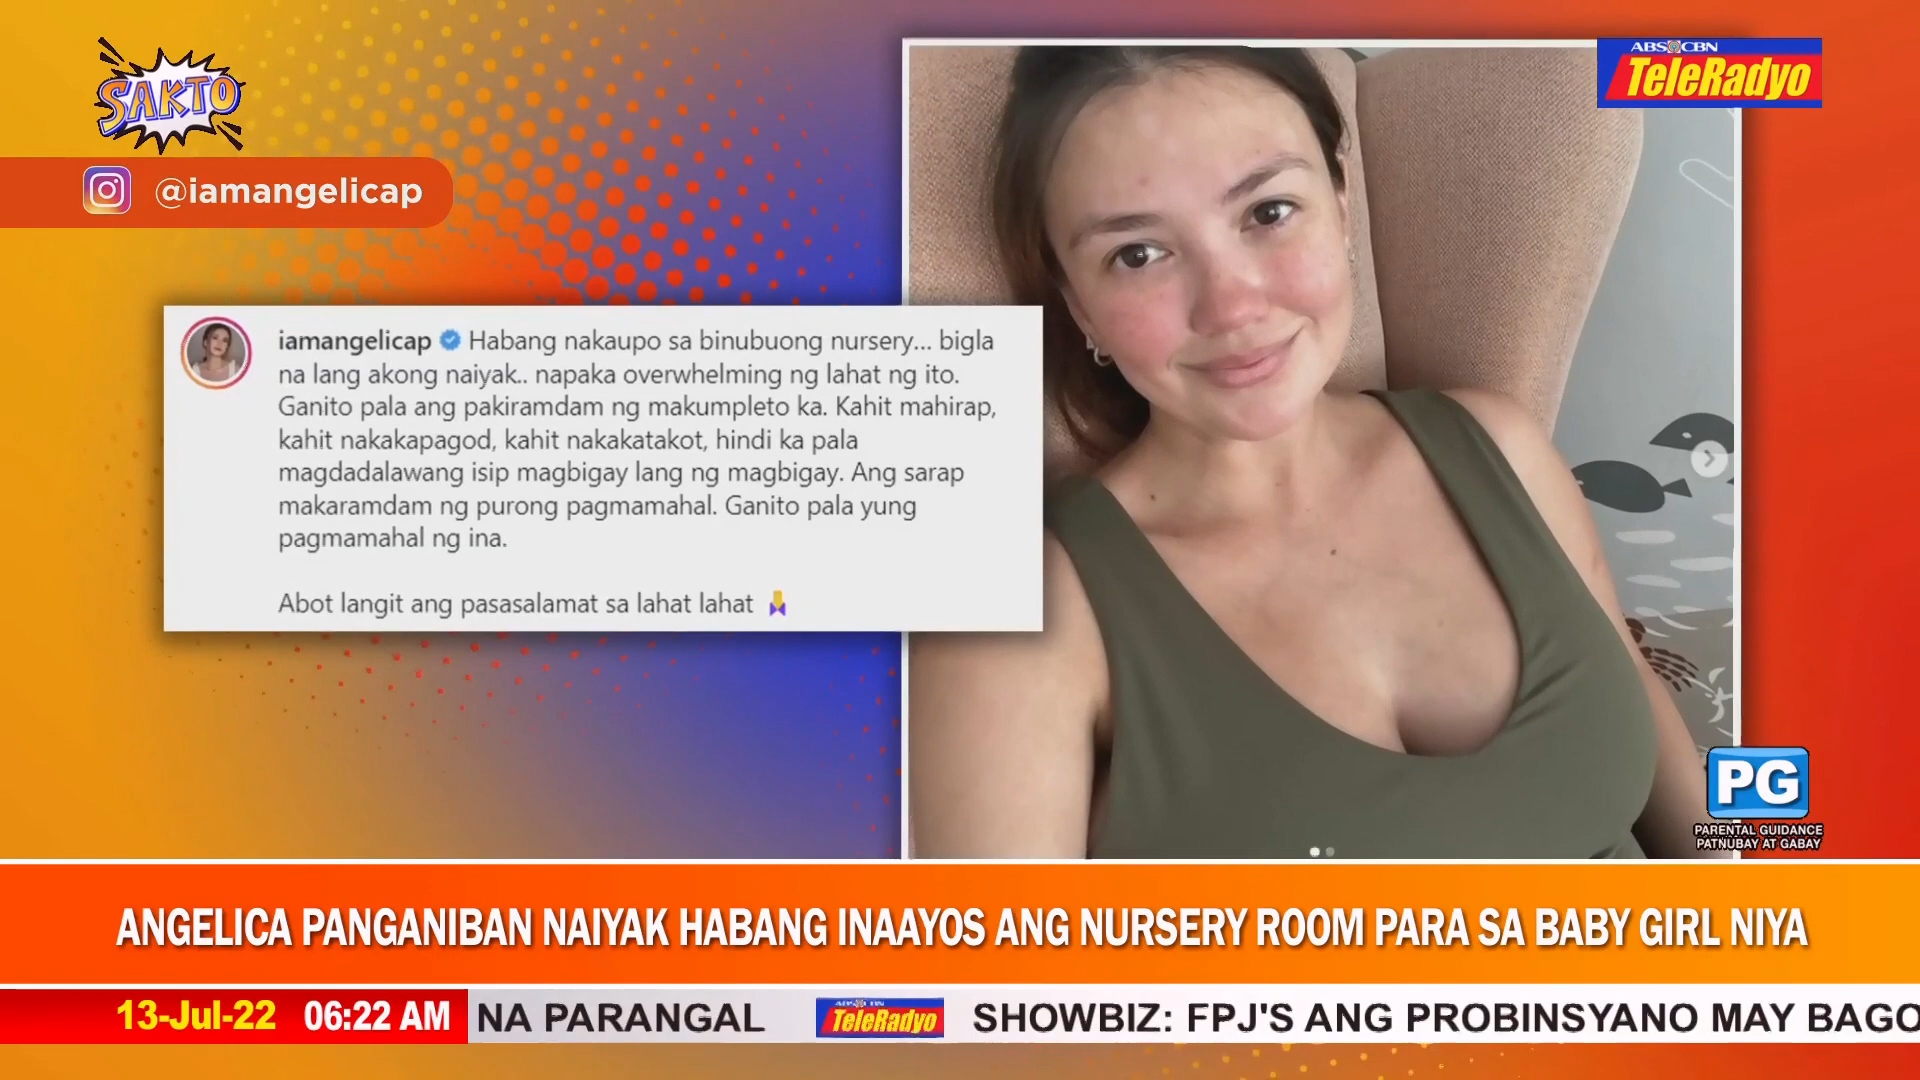 SAKTO
@iamangelicap
ABS-CBN
TeleRadyo
iamangelicap Habang nakaupo sa binubuong nursery... bigla
na lang akong naiyak.. napaka overwhelming ng lahat ng ito.
Ganito pala ang pakiramdam ng makumpleto ka. Kahit mahirap,
kahit nakakapagod, kahit nakakatakot, hindi ka pala
magdadalawang isip magbigay lang ng magbigay. Ang sarap
makaramdam ng purong pagmamahal. Ganito pala yung
pagmamahal ng ina.
Abot langit ang pasasalamat sa lahat lahat
PG
PARENTAL GUIDANCE
PATNUBAY AT GABAY
ANGELICA PANGANIBAN NAIYAK HABANG INAAYOS ANG NURSERY ROOM PARA SA BABY GIRL NIYA
13-Jul-22 06:22 AM NA PARANGAL ABS-CBN TeleRadyo SHOWBIZ: FPJ'S ANG PROBINSYANO MAY BAGO